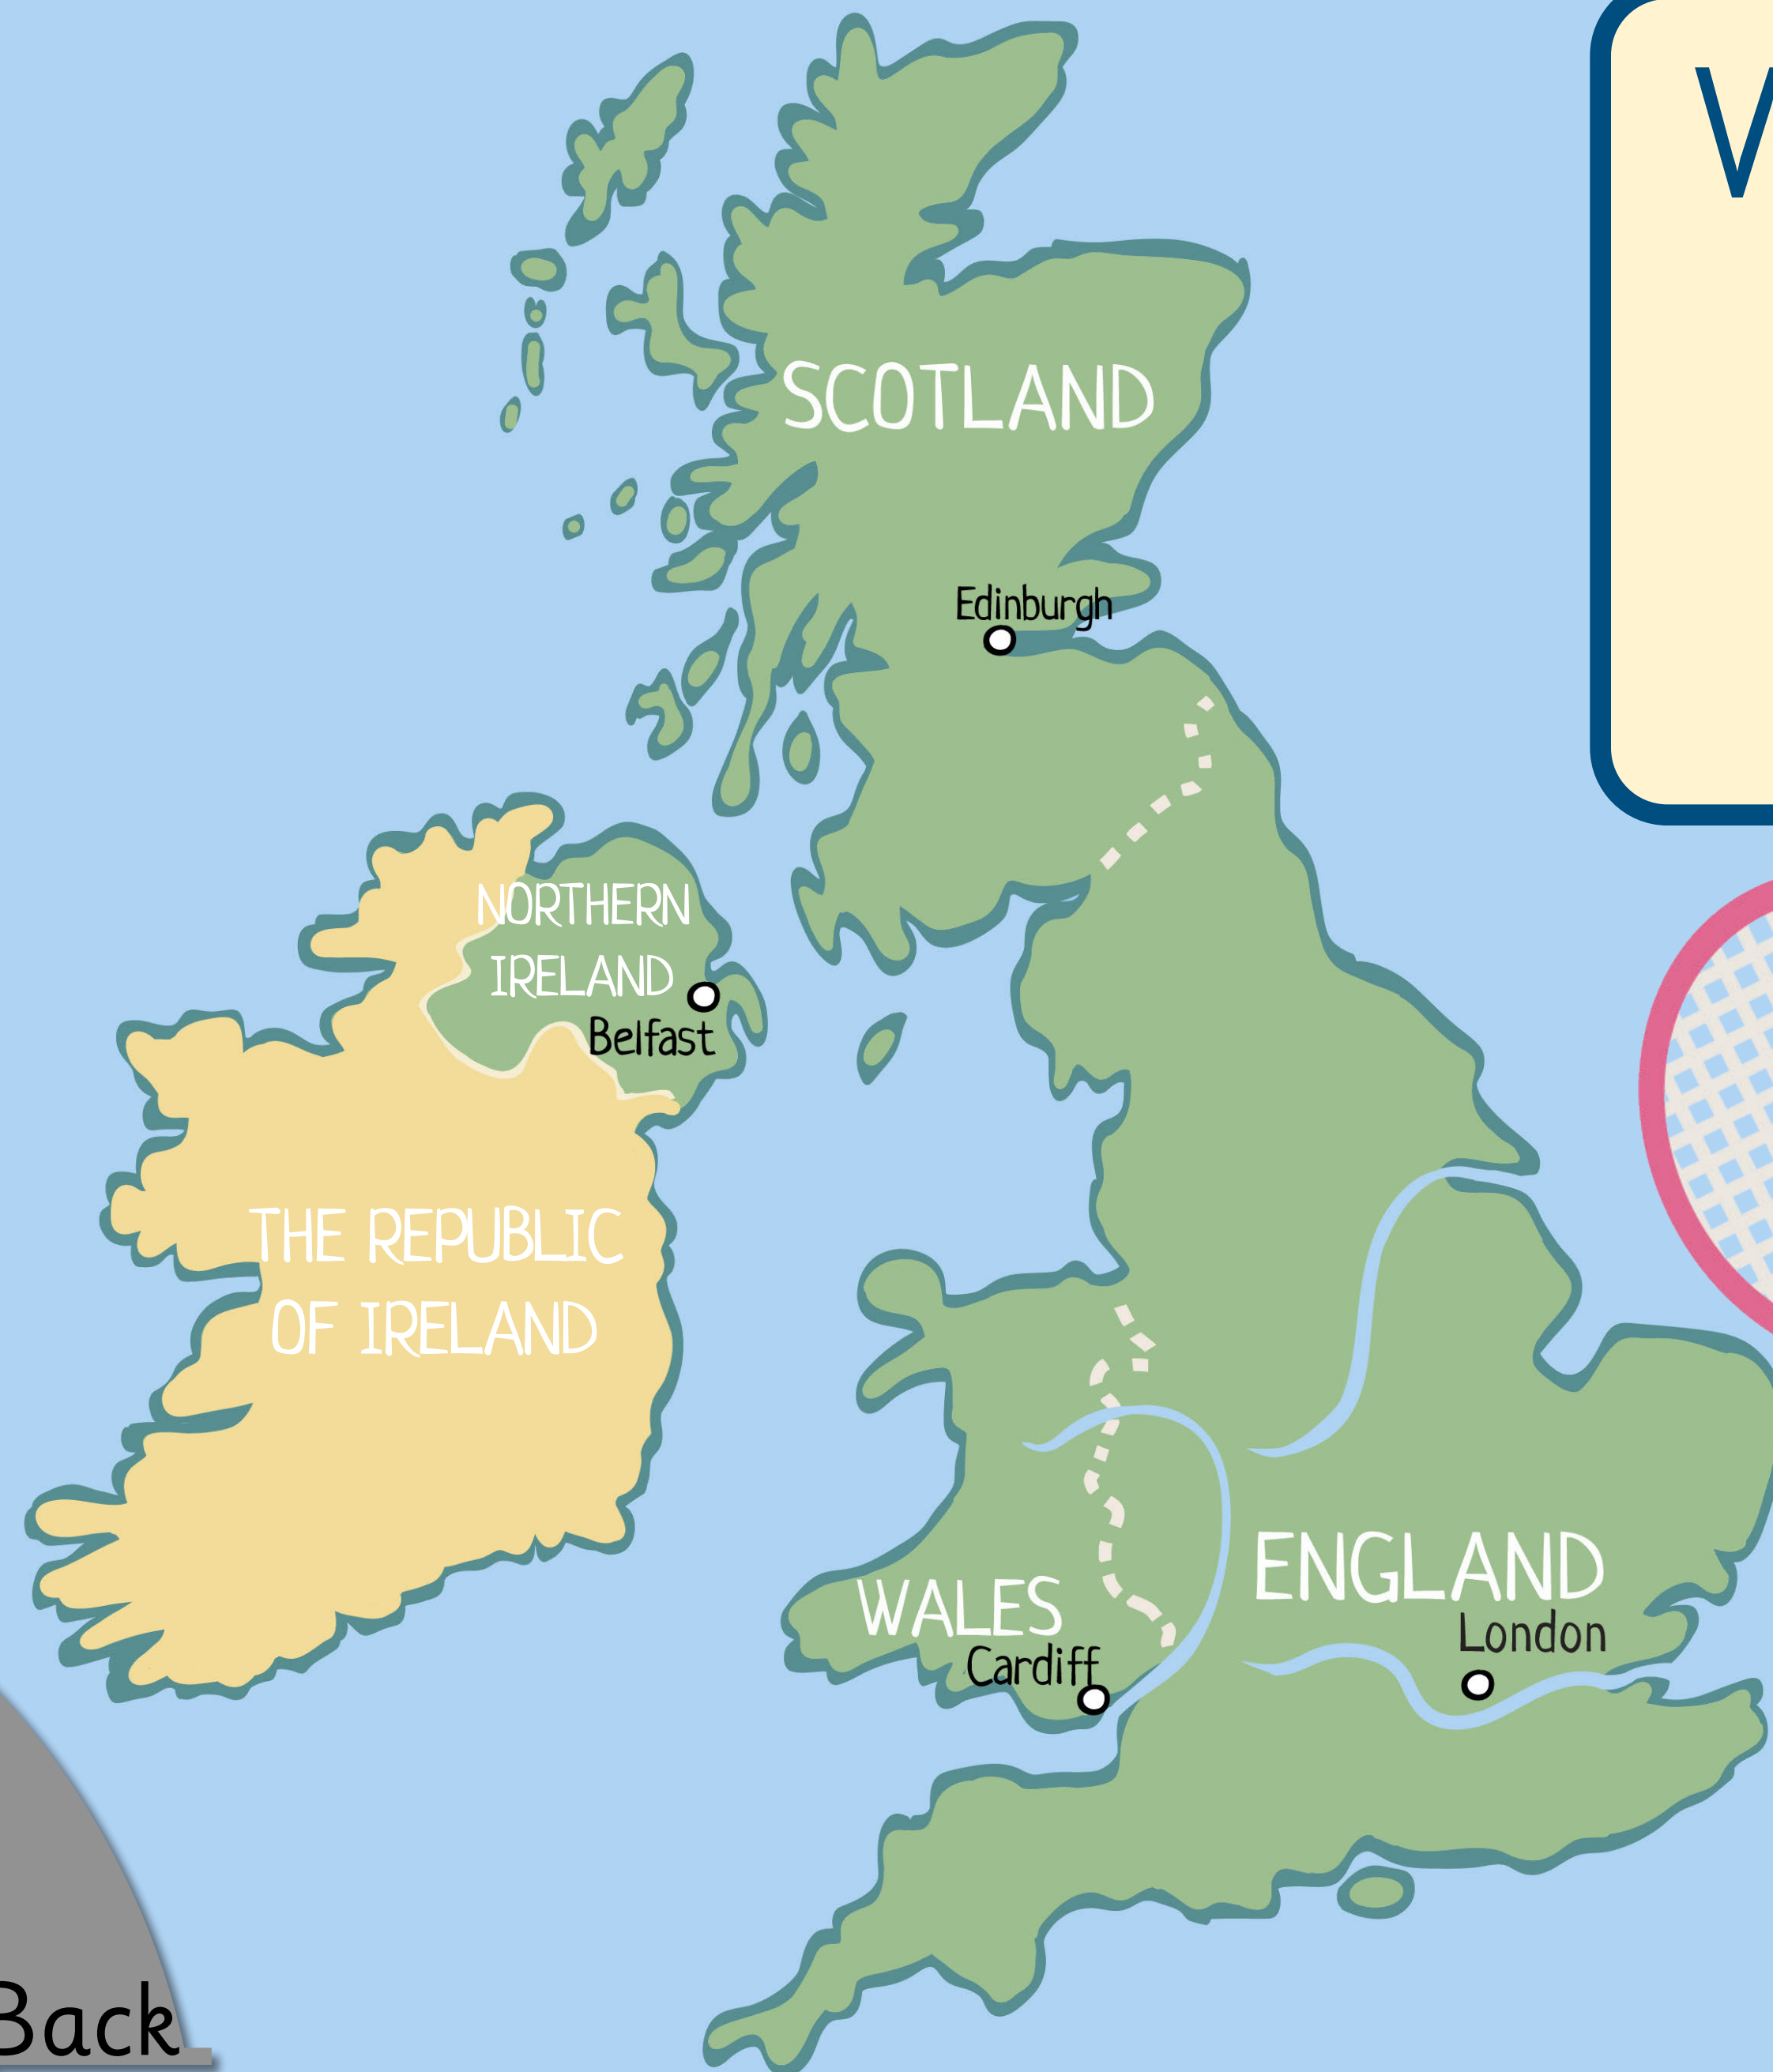 W
SCOTLAND
Edinburgh
NORTHERN
IRELAND
Belfast
THE REPUBLIC
OF IRELAND
ENGLAND
WALES
London
Cardiff
Back